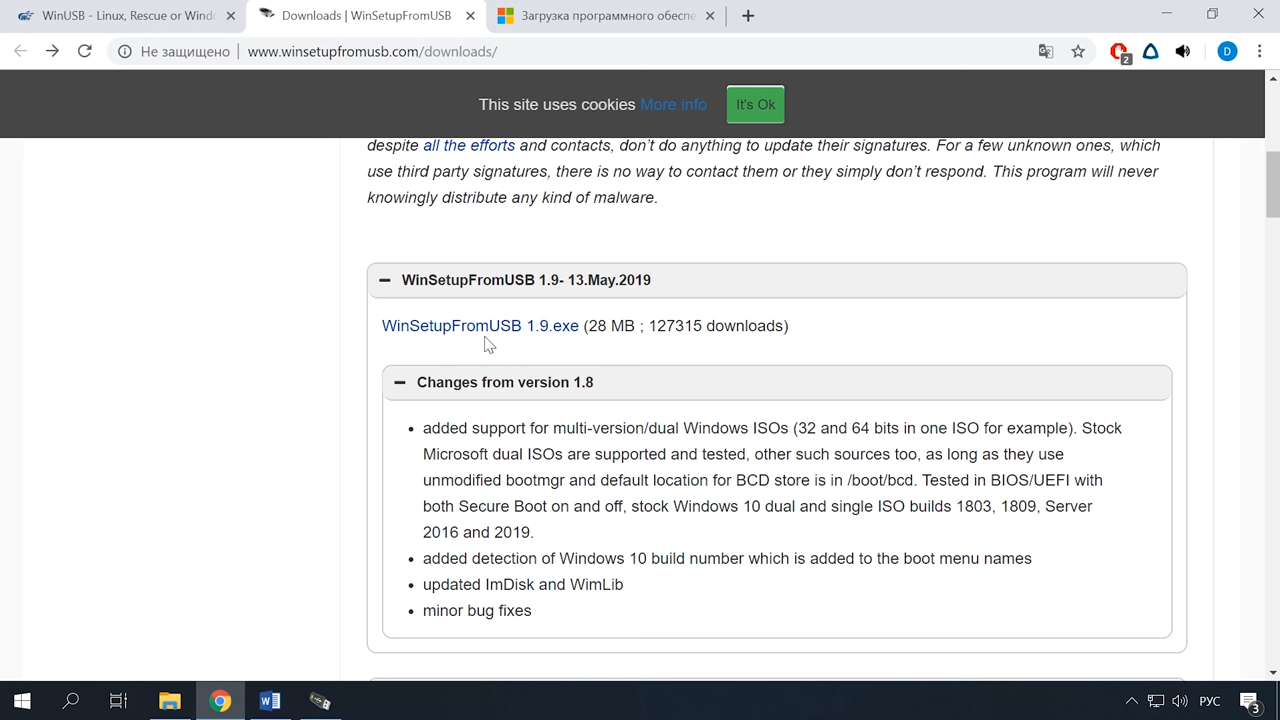 WinUSB - Linux, Rescue or Windo
Downloads | WinSetupFromUSB
Загрузка программного обеспе
Не защищено
www.winsetupfromusb.com/downloads/
2
D
This site uses cookies More info It's Ok
despite all the efforts and contacts, don't do anything to update their signatures. For a few unknown ones, which
use third party signatures, there is no way to contact them or they simply don't respond. This program will never
knowingly distribute any kind of malware.
WinSetupFromUSB 1.9- 13.May.2019
WinSetupFromUSB 1.9.exe (28 MB ; 127315 downloads)
Changes from version 1.8
added support for multi-version/dual Windows ISOs (32 and 64 bits in one ISO for example). Stock
Microsoft dual ISOs are supported and tested, other such sources too, as long as they use
unmodified bootmgr and default location for BCD store is in /boot/bcd. Tested in BIOS/UEFI with
both Secure Boot on and off, stock Windows 10 dual and single ISO builds 1803, 1809, Server
2016 and 2019.
added detection of Windows 10 build number which is added to the boot menu names
updated ImDisk and WimLib
minor bug fixes
РУС
3